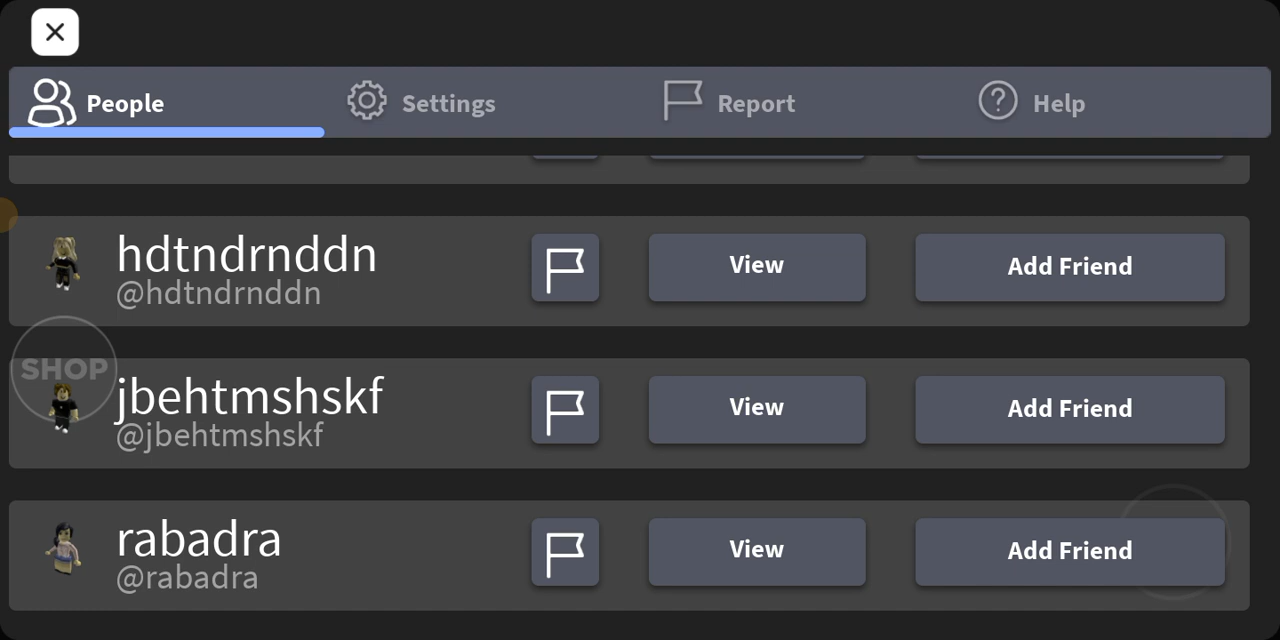 People
Settings
Report
Help
hdtndrnddn
@hdtndrnddn
View
Add Friend
SHOP
jbehtmshskf
@jbehtmshskf
View
Add Friend
rabadra
@rabadra
View
Add Friend